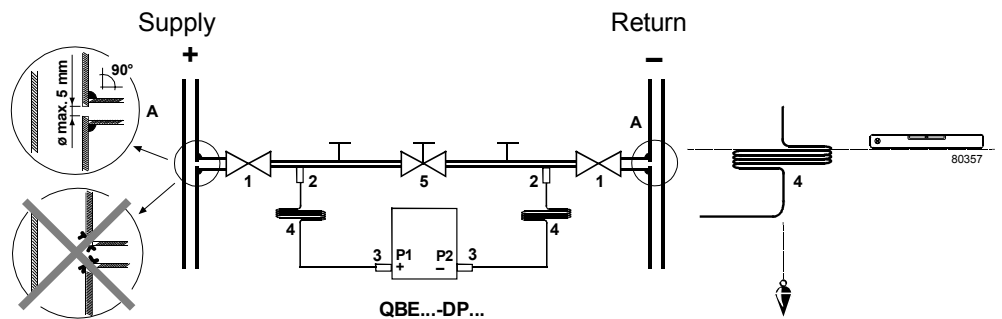 Supply
Return
+
–
90°
ø max. 5 mm
A
A
1
2
5
2
1
4
4
3
P1
+
P2
–
3
QBE...-DP...
80357
4